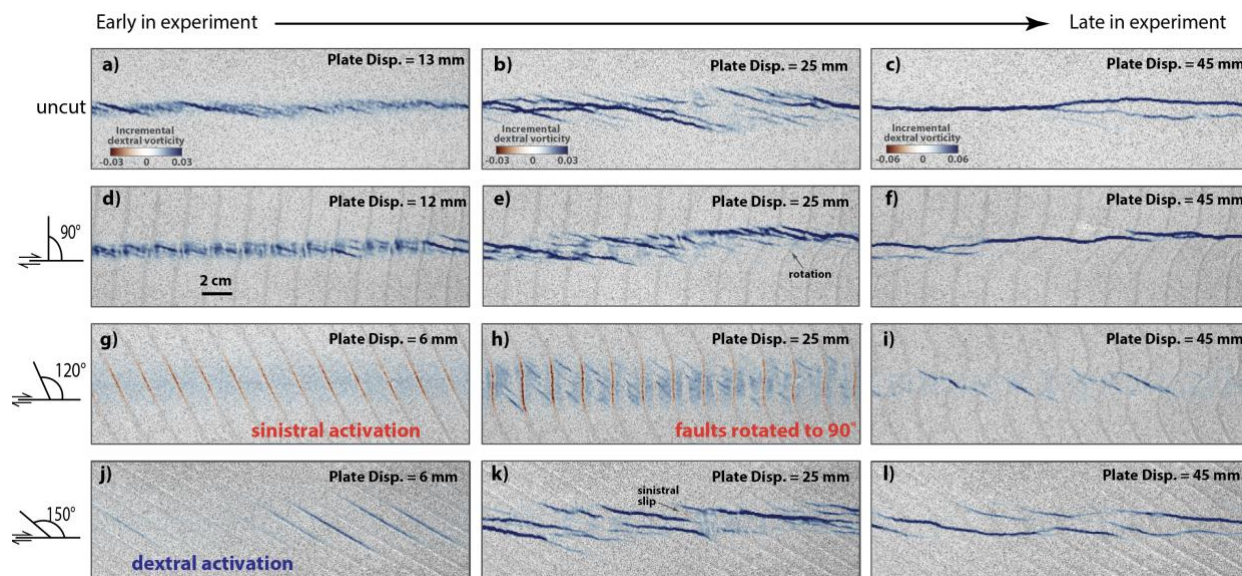 Early in experiment
Late in experiment
a)
Plate Disp. = 13 mm
b)
Plate Disp. = 25 mm
c)
Plate Disp. = 45 mm
uncut
Incremental
dextral vorticity
-0.03 0 0.03
Incremental
dextral vorticity
-0.03 0 0.03
Incremental
dextral vorticity
-0.06 0 0.06
d)
Plate Disp. = 12 mm
e)
Plate Disp. = 25 mm
f)
Plate Disp. = 45 mm
90°
2 cm
rotation
g)
Plate Disp. = 6 mm
h)
Plate Disp. = 25 mm
i)
Plate Disp. = 45 mm
120°
sinistral activation
faults rotated to 90°
j)
Plate Disp. = 6 mm
k)
Plate Disp. = 25 mm
l)
Plate Disp. = 45 mm
150°
sinistral
slip
dextral activation